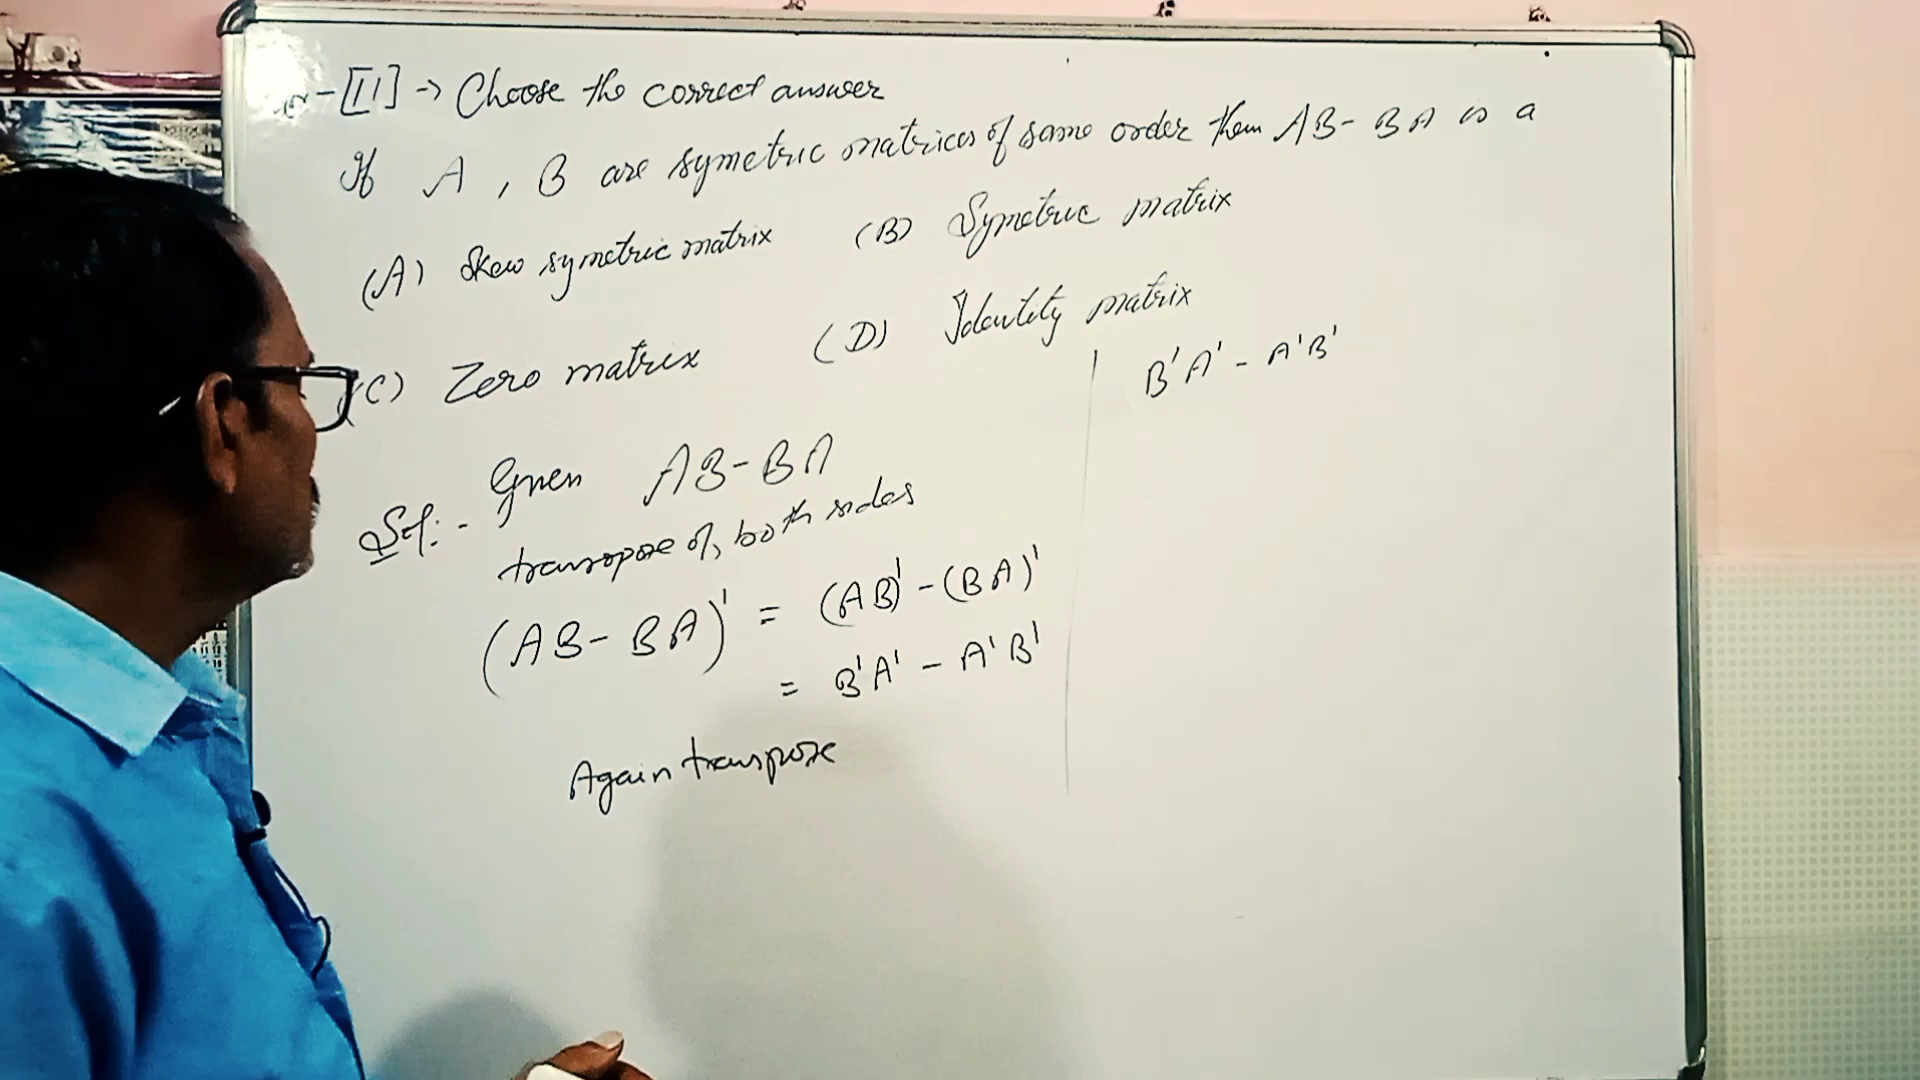 Q-[11] → Choose the correct answer
If A, B are symetric matrices of same order then AB-BA is a
(A) Skew symetric matrix (B) Symetric matrix
(C) Zero matrix (D) Identity matrix
Sol:- Given AB-BA
transpose of, both sides
(AB-BA)' = (AB)'-(BA)'
= B'A' - A'B'
Again transpose
B'A' - A'B'